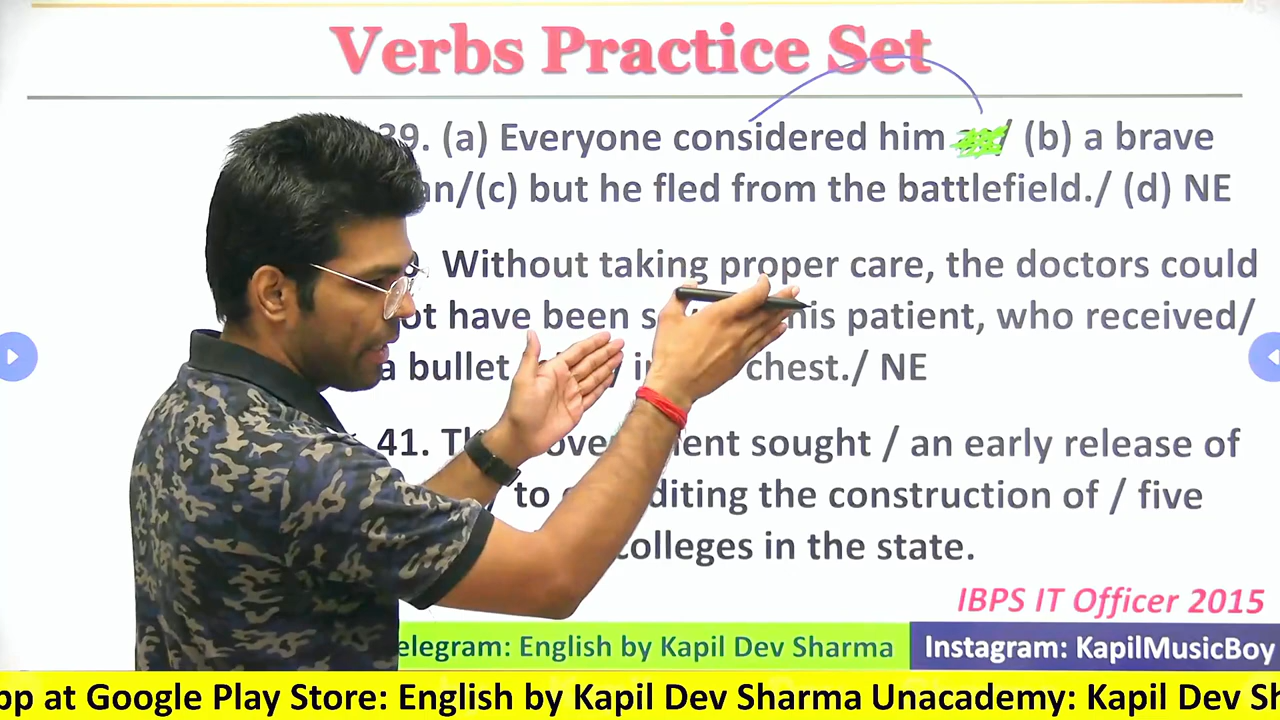 Verbs Practice Set
39. (a) Everyone considered him / (b) a brave
an/(c) but he fled from the battlefield./ (d) NE
Without taking proper care, the doctors could
ot have been his patient, who received/
a bullet chest./ NE
41. sought / an early release of
to diting the construction of / five
colleges in the state.
IBPS IT Officer 2015
elegram: English by Kapil Dev Sharma
Instagram: KapilMusicBoy
pp at Google Play Store: English by Kapil Dev Sharma Unacademy: Kapil Dev Sh